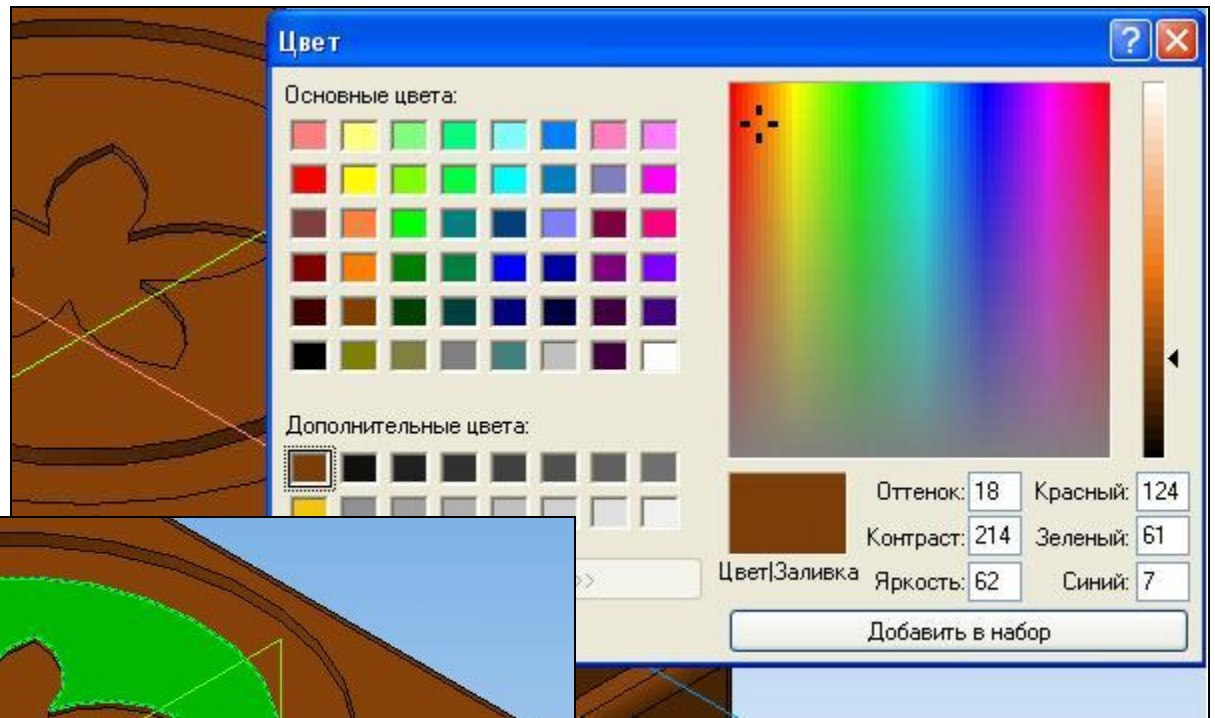 Цвет
Основные цвета:
Дополнительные цвета:
>>
Цвет|Заливка
Оттенок: 18 Красный: 124
Контраст: 214 Зеленый: 61
Яркость: 62 Синий: 7
Добавить в набор